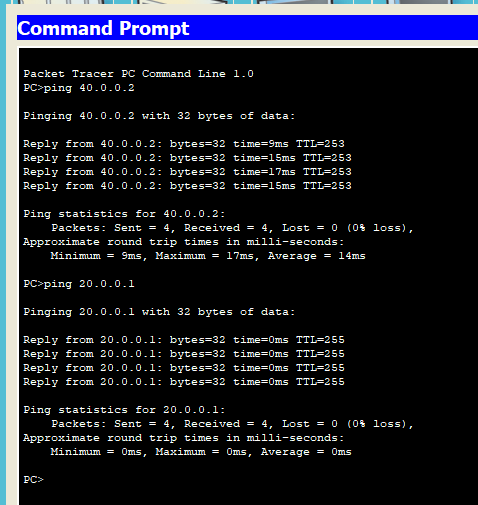 Command Prompt
Packet Tracer PC Command Line 1.0
PC>ping 40.0.0.2
Pinging 40.0.0.2 with 32 bytes of data:
Reply from 40.0.0.2: bytes=32 time=9ms TTL=253
Reply from 40.0.0.2: bytes=32 time=15ms TTL=253
Reply from 40.0.0.2: bytes=32 time=17ms TTL=253
Reply from 40.0.0.2: bytes=32 time=15ms TTL=253
Ping statistics for 40.0.0.2:
Packets: Sent = 4, Received = 4, Lost = 0 (0% loss),
Approximate round trip times in milli-seconds:
Minimum = 9ms, Maximum = 17ms, Average = 14ms
PC>ping 20.0.0.1
Pinging 20.0.0.1 with 32 bytes of data:
Reply from 20.0.0.1: bytes=32 time=0ms TTL=255
Reply from 20.0.0.1: bytes=32 time=0ms TTL=255
Reply from 20.0.0.1: bytes=32 time=0ms TTL=255
Reply from 20.0.0.1: bytes=32 time=0ms TTL=255
Ping statistics for 20.0.0.1:
Packets: Sent = 4, Received = 4, Lost = 0 (0% loss),
Approximate round trip times in milli-seconds:
Minimum = 0ms, Maximum = 0ms, Average = 0ms
PC>